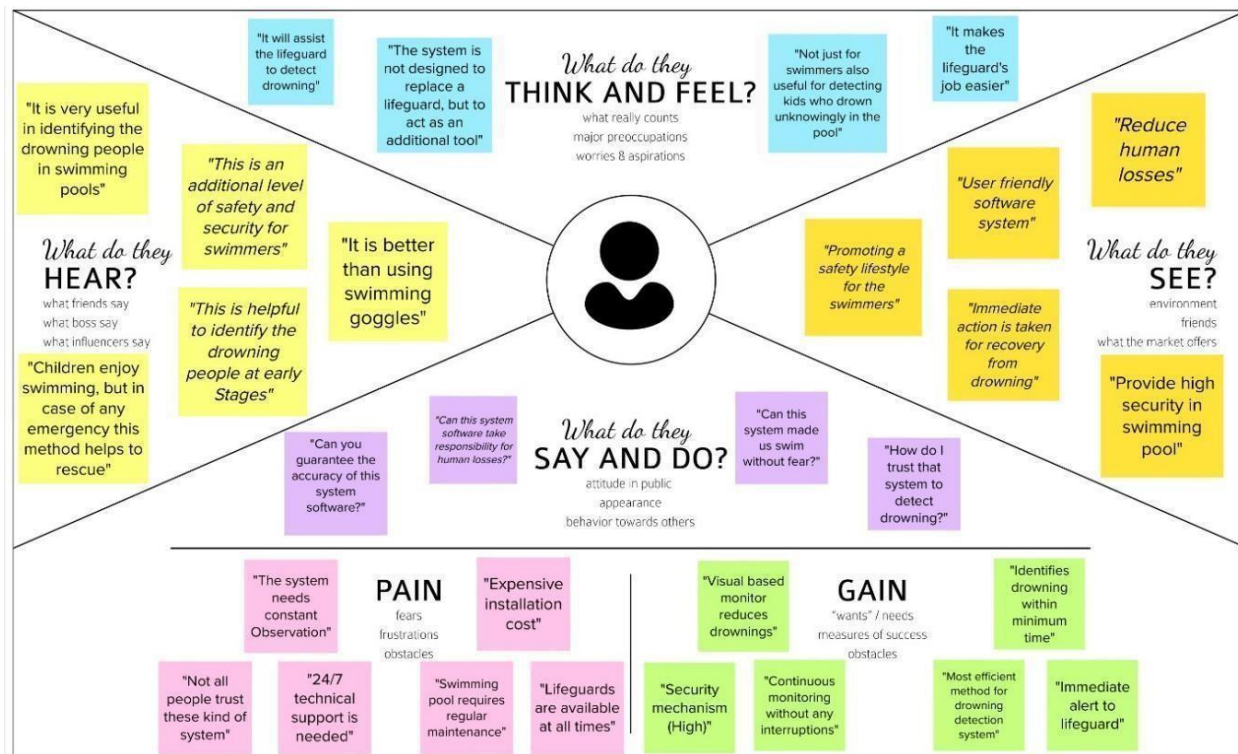 "It will assist
the lifeguard
to detect
drowning"
"The system is
not designed to
replace a
lifeguard, but to
act as an
additional tool"
What do they
THINK AND FEEL?
what really counts
major preoccupations
worries & aspirations
"Not just for
swimmers also
useful for detecting
kids who drown
unknowingly in the
pool"
"It makes
the
lifeguard's
job easier"
"It is very useful
in identifying the
drowning people
in swimming
pools"
"This is an
additional level
of safety and
security for
swimmers"
"It is better
than using
swimming
goggles"
What do they
HEAR?
what friends say
what boss say
what influencers say
"This is helpful
to identify the
drowning
people at early
Stages"
"Children enjoy
swimming, but in
case of any
emergency this
method helps to
rescue"
"Reduce
human
losses"
"User friendly
software
system"
"Promoting a
safety lifestyle
for the
swimmers"
What do they
SEE?
environment
friends
what the market offers
"Immediate
action is taken
for recovery
from
drowning"
"Provide high
security in
swimming
pool"
"Can you
guarantee the
accuracy of this
system
software?"
"Can this system
software take
responsibility for
human losses?"
What do they
SAY AND DO?
attitude in public
appearance
behavior towards others
"Can this
system made
us swim
without fear?"
"How do I
trust that
system to
detect
drowning?"
"The system
needs
constant
Observation"
PAIN
fears
frustrations
obstacles
"Expensive
installation
cost"
"Not all
people trust
these kind of
system"
"24/7
technical
support is
needed"
"Swimming
pool requires
regular
maintenance"
"Lifeguards
are available
at all times"
"Visual based
monitor
reduces
drownings"
GAIN
"wants" / needs
measures of success
obstacles
"Identifies
drowning
within
minimum
time"
"Security
mechanism
(High)"
"Continuous
monitoring
without any
interruptions"
"Most efficient
method for
drowning
detection
system"
"Immediate
alert to
lifeguard"